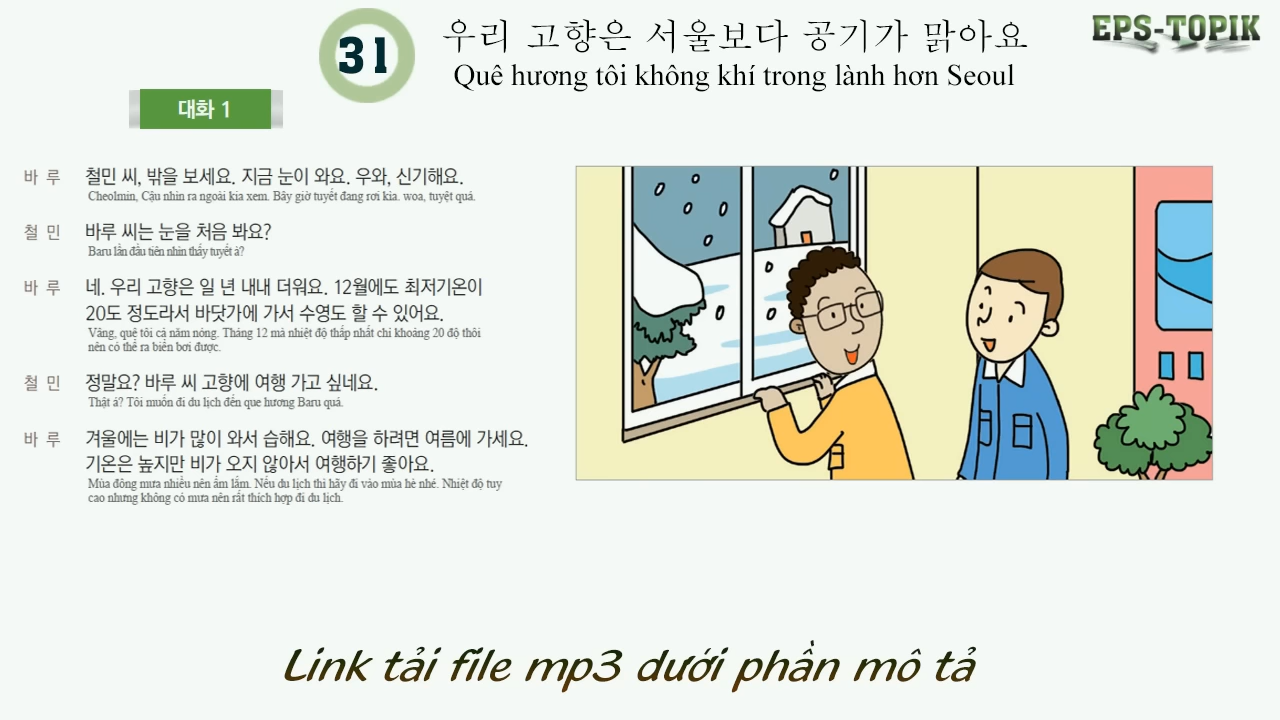 31
우리 고향은 서울보다 공기가 맑아요
Quê hương tôi không khí trong lành hơn Seoul
EPS-TOPIK
대화 1
바 루 철민 씨, 밖을 보세요. 지금 눈이 와요. 우와, 신기해요.
Cheolmin, Cậu nhìn ra ngoài kia xem. Bây giờ tuyết đang rơi kìa. woa, tuyệt quá.
철 민 바루 씨는 눈을 처음 봐요?
Baru lần đầu tiên nhìn thấy tuyết à?
바 루 네. 우리 고향은 일 년 내내 더워요. 12월에도 최저기온이
20도 정도라서 바닷가에 가서 수영도 할 수 있어요.
Vâng, quê tôi cả năm nóng. Tháng 12 mà nhiệt độ thấp nhất chỉ khoảng 20 độ thôi
nên có thể ra biển bơi được.
철 민 정말요? 바루 씨 고향에 여행 가고 싶네요.
Thật á? Tôi muốn đi du lịch đến que hương Baru quá.
바 루 겨울에는 비가 많이 와서 습해요. 여행을 하려면 여름에 가세요.
기온은 높지만 비가 오지 않아서 여행하기 좋아요.
Mùa đông mưa nhiều nên ẩm lắm. Nếu du lịch thì hãy đi vào mùa hè nhé. Nhiệt độ tuy
cao nhưng không có mưa nên rất thích hợp đi du lịch.
Link tải file mp3 dưới phần mô tả